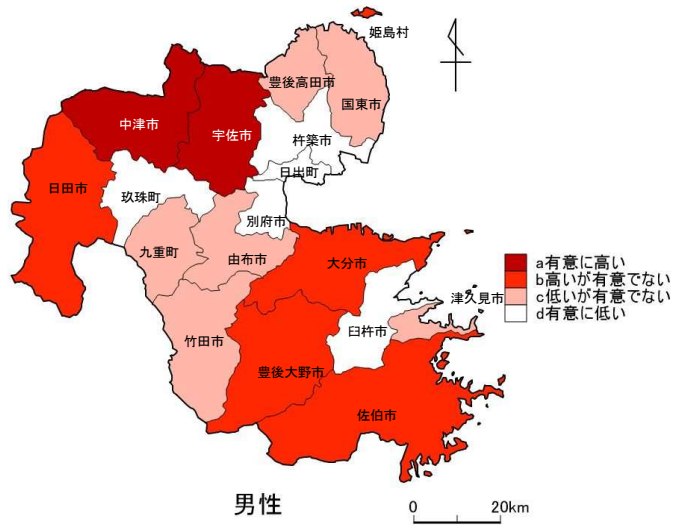 姫島村
豊後高田市
国東市
中津市
宇佐市
杵築市
日出町
日田市
玖珠町
別府市
九重町
由布市
大分市
a有意に高い
b高いが有意でない
c低いが有意でない
d有意に低い
津久見市
臼杵市
竹田市
豊後大野市
佐伯市
男性
0 20km